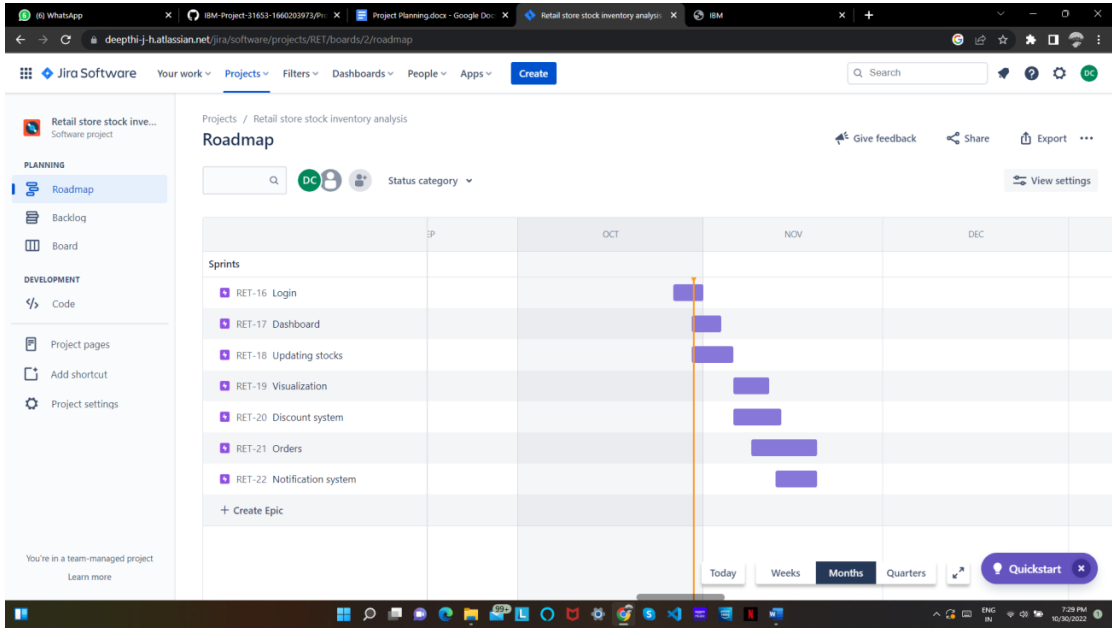 (6) WhatsApp
IBM-Project-31653-1660203973/Pro
Project Planning.docx - Google Doc
Retail store stock inventory analysis
IBM
deepthi-j-h.atlassian.net/jira/software/projects/RET/boards/2/roadmap
Jira Software Your work Projects Filters Dashboards People Apps Create Search DC
Retail store stock inve...
Software project
PLANNING
Roadmap
Backlog
Board
DEVELOPMENT
Code
Project pages
Add shortcut
Project settings
You're in a team-managed project
Learn more
Projects / Retail store stock inventory analysis
Roadmap
Give feedback Share Export
DC Status category View settings
EP OCT NOV DEC
Sprints
RET-16 Login
RET-17 Dashboard
RET-18 Updating stocks
RET-19 Visualization
RET-20 Discount system
RET-21 Orders
RET-22 Notification system
+ Create Epic
Today Weeks Months Quarters Quickstart
99+
ENG
IN
7:29 PM
10/30/2022